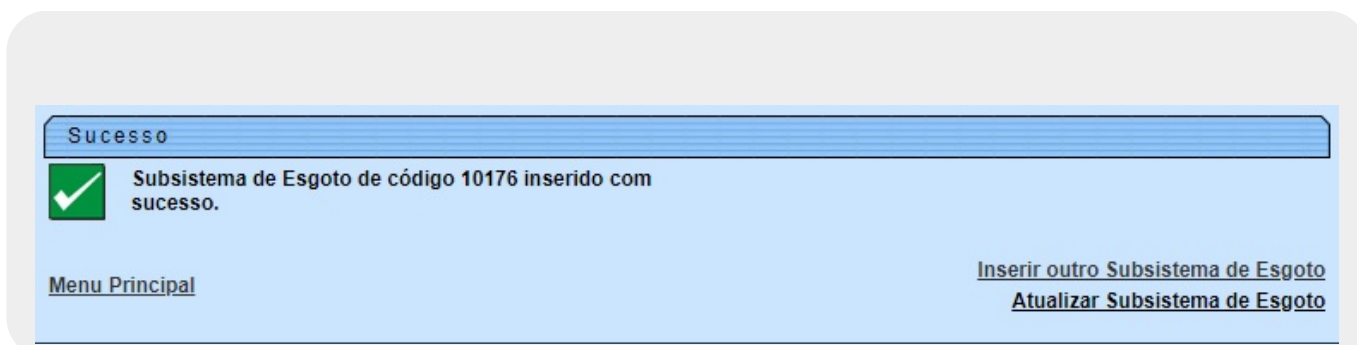 Sucesso
Subsistema de Esgoto de código 10176 inserido com
sucesso.
Menu Principal
Inserir outro Subsistema de Esgoto
Atualizar Subsistema de Esgoto